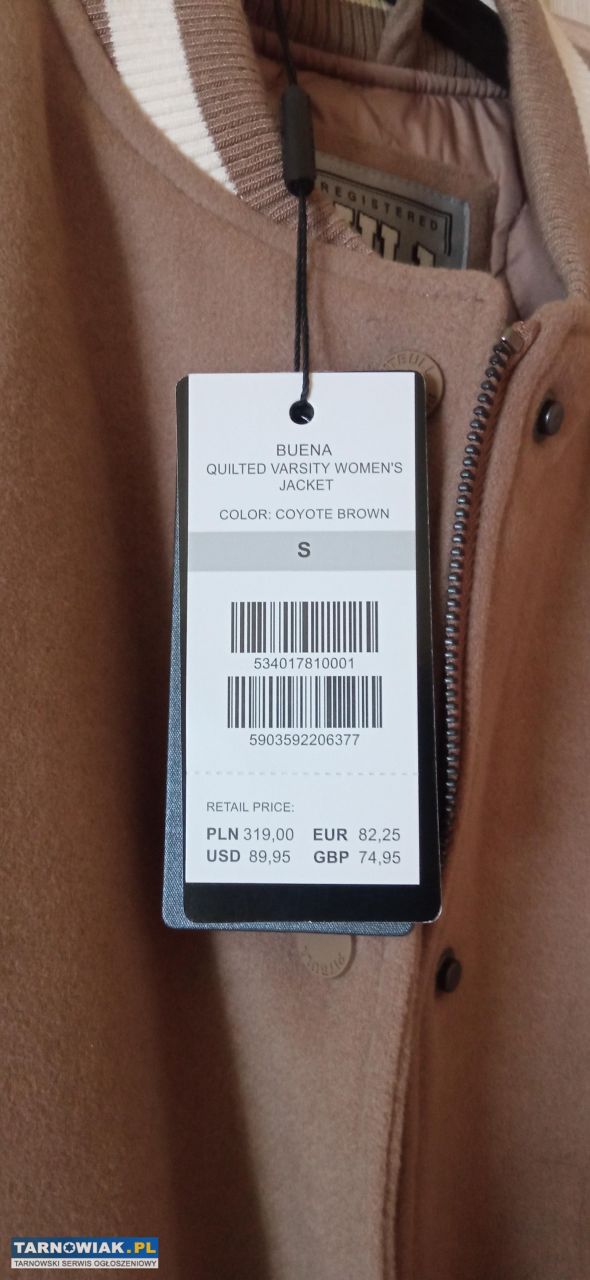 REGISTERED
BUENA
QUILTED VARSITY WOMEN'S
JACKET
COLOR: COYOTE BROWN
S
534017810001
5903592206377
RETAIL PRICE:
PLN 319,00 EUR 82,25
USD 89,95 GBP 74,95
PITBULL
TARNOWIAK.PL
TARNOWSKI SERWIS OGŁOSZENIOWY